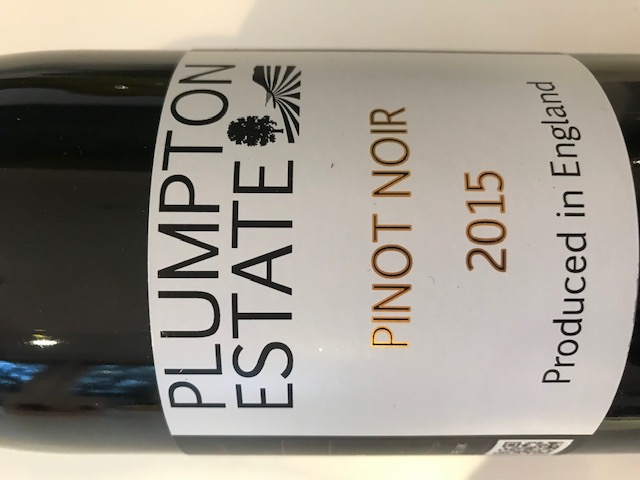 PLUMPTON
ESTATE
PINOT NOIR
2015
Produced in England